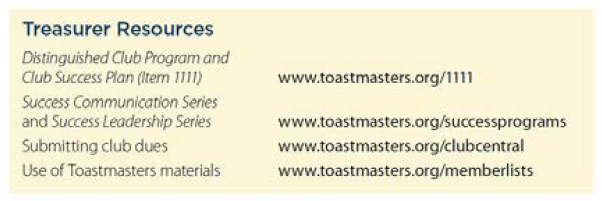 Treasurer Resources
Distinguished Club Program and
Club Success Plan (Item 1111) www.toastmasters.org/1111
Success Communication Series
and Success Leadership Series www.toastmasters.org/successprograms
Submitting club dues www.toastmasters.org/clubcentral
Use of Toastmasters materials www.toastmasters.org/memberlists